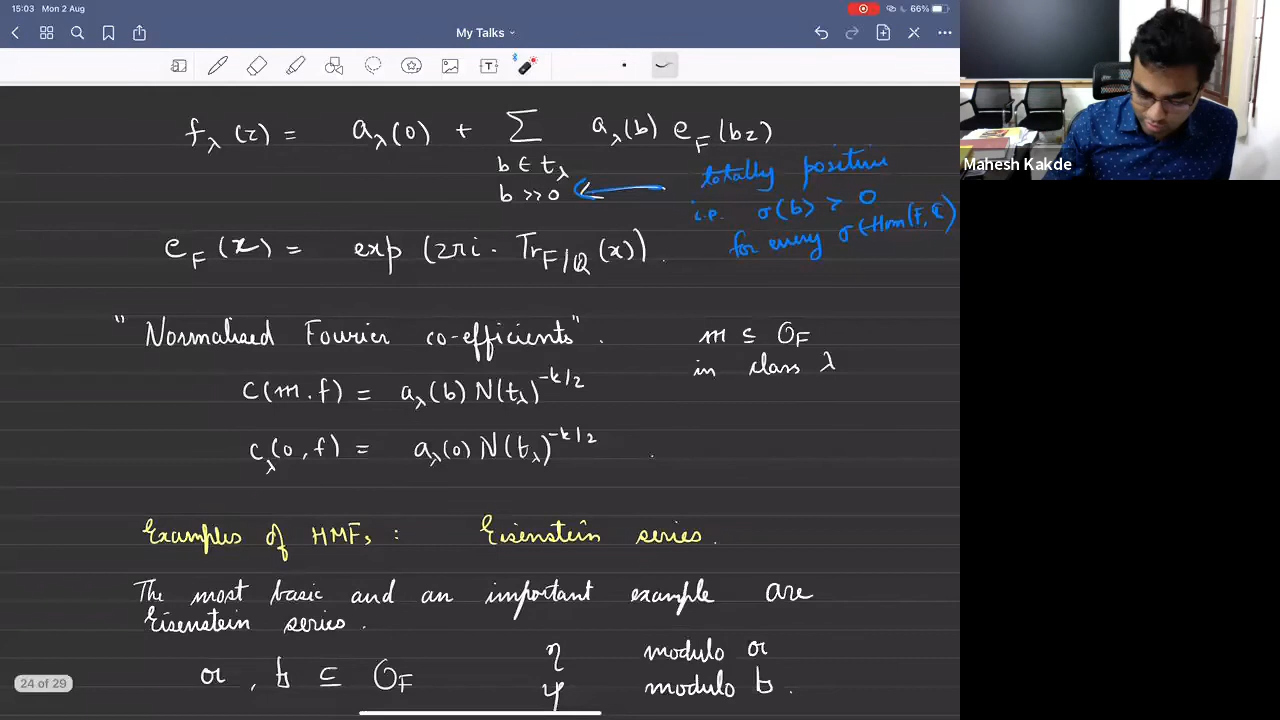 15:03 Mon 2 Aug
66%
My Talks
f_λ(z) = a_λ(0) + Σ a_λ(b) e_F(bz)
b ∈ t_λ
b >> 0
totally positive
i.e. σ(b) > 0
for every σ ∈ Hom(F, ℂ)
e_F(x) = exp(2πi · Tr_{F/ℚ}(x)).
"Normalised Fourier co-efficients".
m ⊆ O_F
in class λ
c(m, f) = a_λ(b) N(t_λ)^{-k/2}
c_λ(0, f) = a_λ(0) N(t_λ)^{-k/2}.
Examples of HMFs: Eisenstein series.
The most basic and an important example are
Eisenstein series.
η modulo 𝔞
𝔞, 𝔟 ⊆ O_F
ψ modulo 𝔟.
24 of 29
Mahesh Kakde